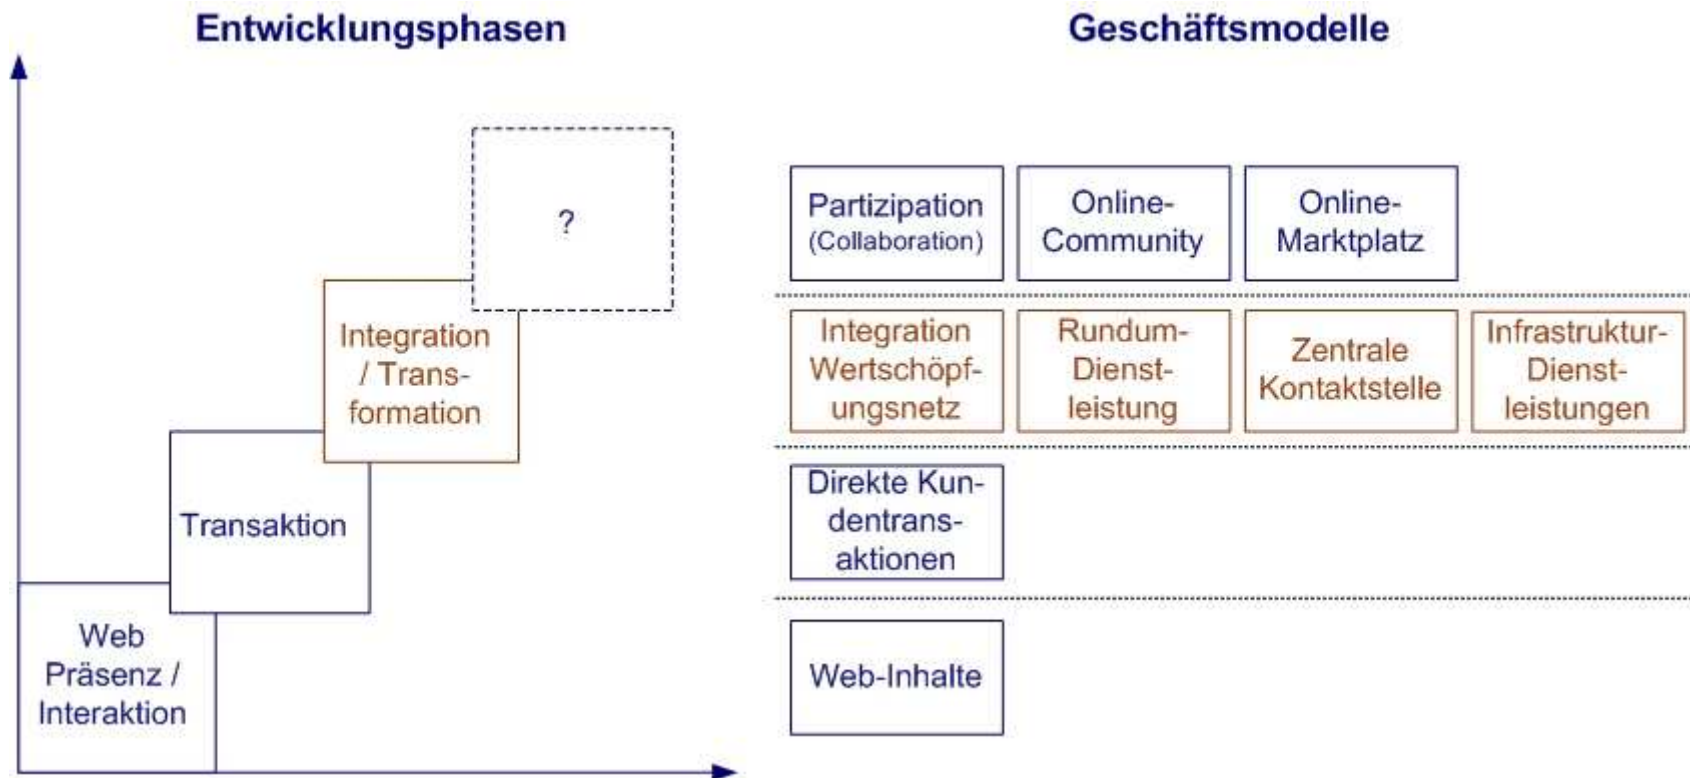 Entwicklungsphasen
Geschäftsmodelle
?
Partizipation
(Collaboration)
Online-
Community
Online-
Marktplatz
Integration
/ Trans-
formation
Integration
Wertschöpf-
ungsnetz
Rundum-
Dienst-
leistung
Zentrale
Kontaktstelle
Infrastruktur-
Dienst-
leistungen
Transaktion
Direkte Kun-
dentrans-
aktionen
Web
Präsenz /
Interaktion
Web-Inhalte